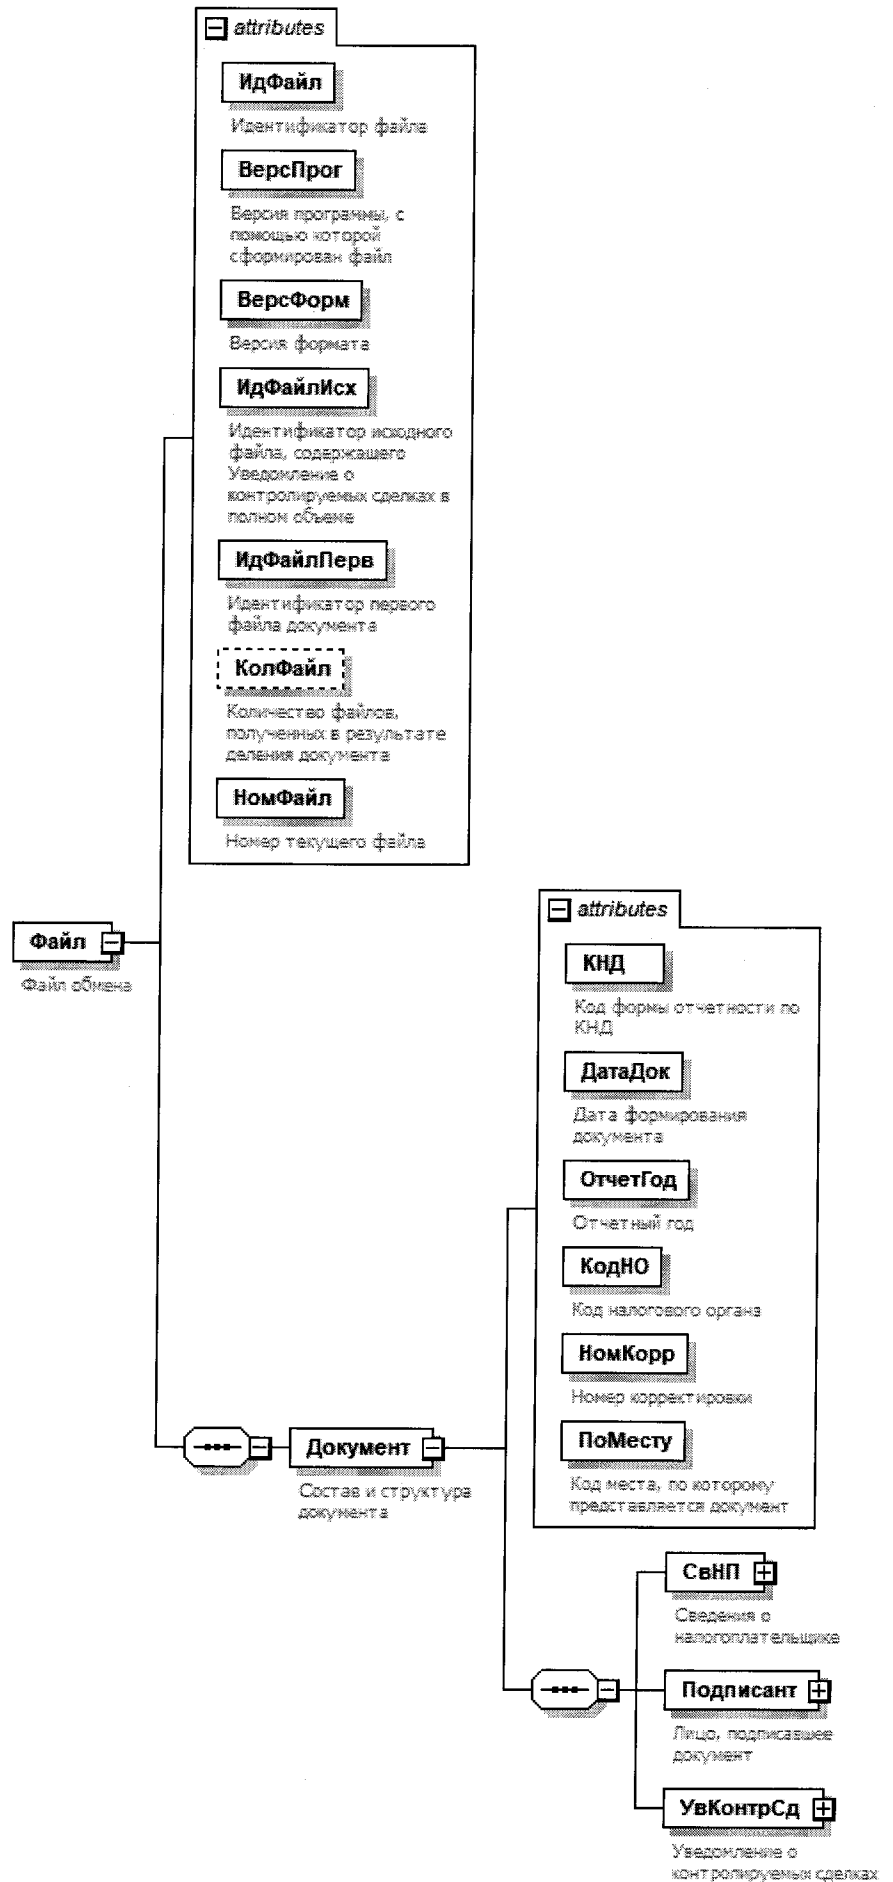 attributes
ИдФайл
Идентификатор файла
ВерсПрог
Версия программы, с
помощью которой
сформирован файл
ВерсФорм
Версия формата
ИдФайлИсх
Идентификатор исходного
файла, содержащего
Уведомление о
контролируемых сделках в
полном объеме
ИдФайлПерв
Идентификатор первого
файла документа
КолФайл
Количество файлов,
полученных в результате
деления документа
НомФайл
Номер текущего файла
Файл
Файл обмена
attributes
КНД
Код формы отчетности по
КНД
ДатаДок
Дата формирования
документа
ОтчетГод
Отчетный год
КодНО
Код налогового органа
НомКорр
Номер корректировки
ПоМесту
Код места, по которому
представляется документ
Документ
Состав и структура
документа
СвНП
Сведения о
налогоплательщике
Подписант
Лицо, подписавшее
документ
УвКонтрСд
Уведомление о
контролируемых сделках